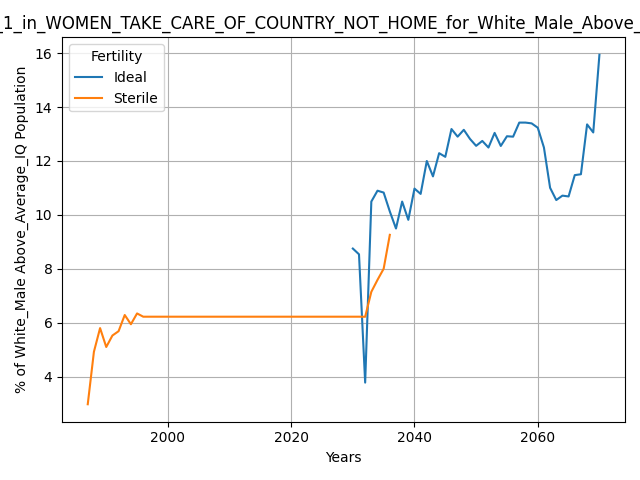 _1_in_WOMEN_TAKE_CARE_OF_COUNTRY_NOT_HOME_for_White_Male_Above_
Fertility
Ideal
Sterile
% of White_Male Above_Average_IQ Population
16
14
12
10
8
6
4
2000
2020
2040
2060
Years